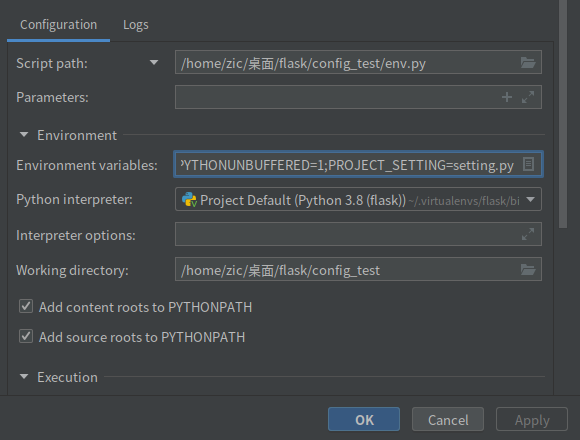 Configuration Logs
Script path: /home/zic/桌面/flask/config_test/env.py
Parameters:
Environment
Environment variables: YTHONUNBUFFERED=1;PROJECT_SETTING=setting.py
Python interpreter: Project Default (Python 3.8 (flask)) ~/.virtualenvs/flask/bi
Interpreter options:
Working directory: /home/zic/桌面/flask/config_test
Add content roots to PYTHONPATH
Add source roots to PYTHONPATH
Execution
OK Cancel Apply